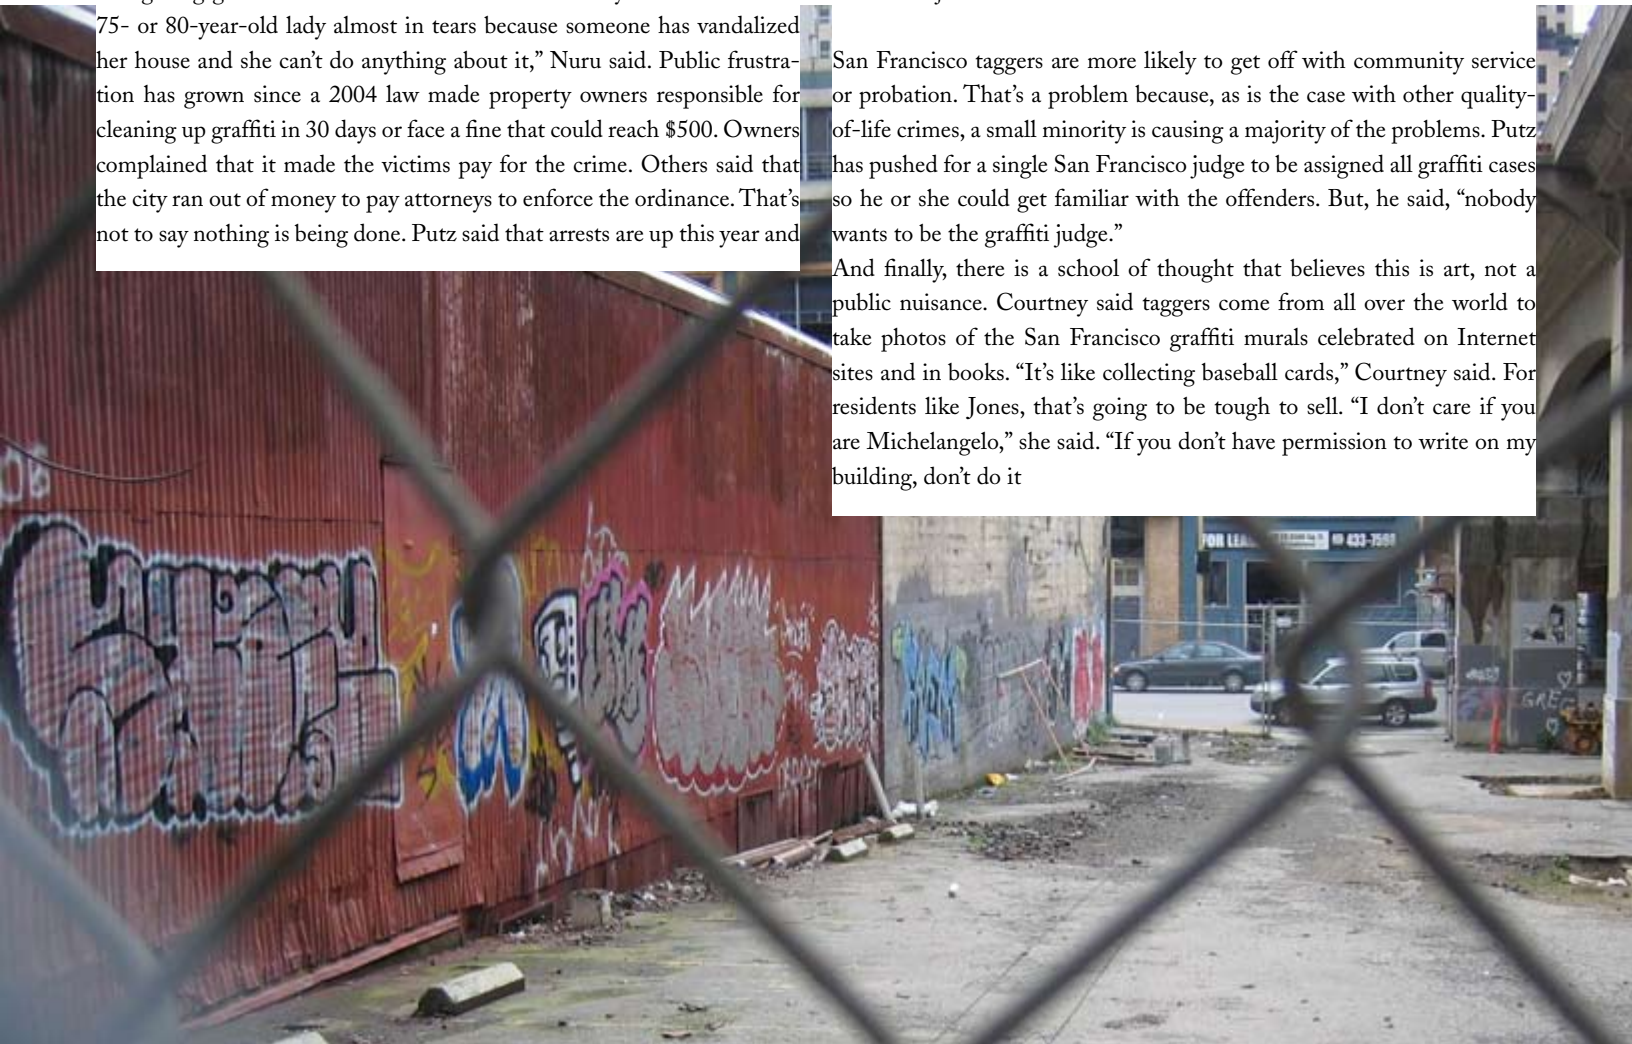 75- or 80-year-old lady almost in tears because someone has vandalized
her house and she can’t do anything about it,” Nuru said. Public frustra-
tion has grown since a 2004 law made property owners responsible for
cleaning up graffiti in 30 days or face a fine that could reach $500. Owners
complained that it made the victims pay for the crime. Others said that
the city ran out of money to pay attorneys to enforce the ordinance. That’s
not to say nothing is being done. Putz said that arrests are up this year and
San Francisco taggers are more likely to get off with community service
or probation. That’s a problem because, as is the case with other quality-
of-life crimes, a small minority is causing a majority of the problems. Putz
has pushed for a single San Francisco judge to be assigned all graffiti cases
so he or she could get familiar with the offenders. But, he said, “nobody
wants to be the graffiti judge.”
And finally, there is a school of thought that believes this is art, not a
public nuisance. Courtney said taggers come from all over the world to
take photos of the San Francisco graffiti murals celebrated on Internet
sites and in books. “It’s like collecting baseball cards,” Courtney said. For
residents like Jones, that’s going to be tough to sell. “I don’t care if you
are Michelangelo,” she said. “If you don’t have permission to write on my
building, don’t do it
FOR LEASE
GREG